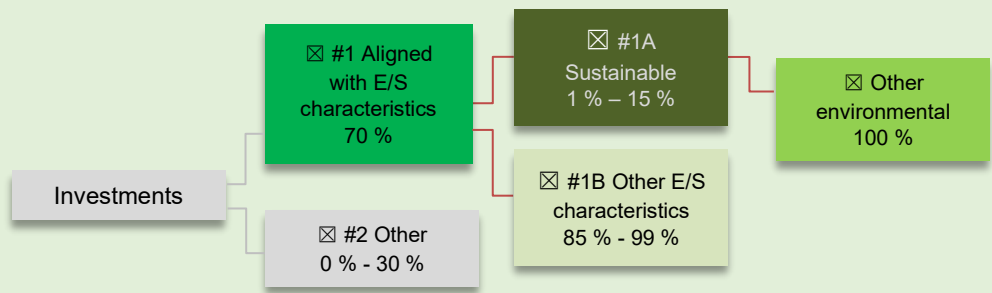 Investments
☒ #1 Aligned
with E/S
characteristics
70 %
☒ #2 Other
0 % - 30 %
☒ #1A
Sustainable
1 % – 15 %
☒ #1B Other E/S
characteristics
85 % - 99 %
☒ Other
environmental
100 %